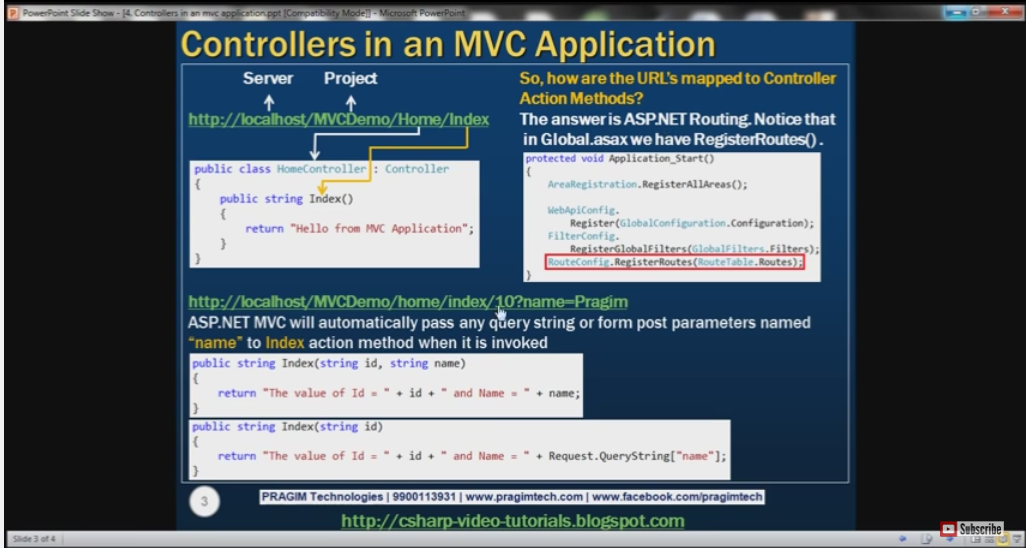 PowerPoint Slide Show - [4. Controllers in an mvc application.ppt [Compatibility Mode]] - Microsoft PowerPoint
Controllers in an MVC Application
Server Project
http://localhost/MVCDemo/Home/Index
public class HomeController : Controller
{
public string Index()
{
return "Hello from MVC Application";
}
}
So, how are the URL's mapped to Controller
Action Methods?
The answer is ASP.NET Routing. Notice that
in Global.asax we have RegisterRoutes() .
protected void Application_Start()
{
AreaRegistration.RegisterAllAreas();
WebApiConfig.
Register(GlobalConfiguration.Configuration);
FilterConfig.
RegisterGlobalFilters(GlobalFilters.Filters);
RouteConfig.RegisterRoutes(RouteTable.Routes);
}
http://localhost/MVCDemo/home/index/10?name=Pragim
ASP.NET MVC will automatically pass any query string or form post parameters named
“name” to Index action method when it is invoked
public string Index(string id, string name)
{
return "The value of Id = " + id + " and Name = " + name;
}
public string Index(string id)
{
return "The value of Id = " + id + " and Name = " + Request.QueryString["name"];
}
3
PRAGIM Technologies | 9900113931 | www.pragimtech.com | www.facebook.com/pragimtech
http://csharp-video-tutorials.blogspot.com
Subscribe
Slide 3 of 4